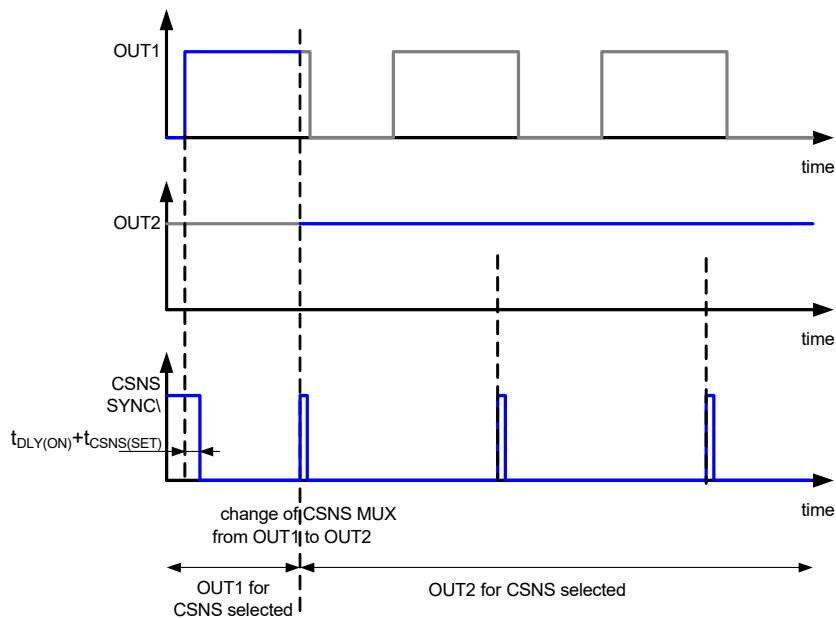 OUT1
time
OUT2
time
CSNS
SYNC\
tDLY(ON)+tCSNS(SET)
time
change of CSNS MUX
from OUT1 to OUT2
OUT1 for
CSNS selected
OUT2 for CSNS selected